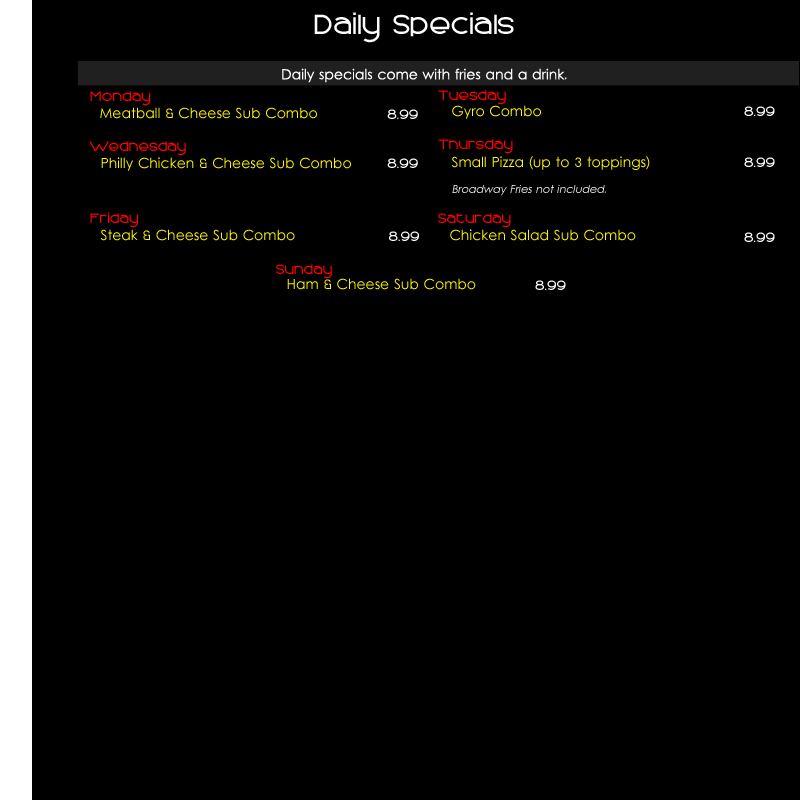 Daily Specials
Daily specials come with fries and a drink.
Monday
Meatball & Cheese Sub Combo 8.99
Tuesday
Gyro Combo 8.99
Wednesday
Philly Chicken & Cheese Sub Combo 8.99
Thursday
Small Pizza (up to 3 toppings) 8.99
Broadway Fries not included.
Friday
Steak & Cheese Sub Combo 8.99
Saturday
Chicken Salad Sub Combo 8.99
Sunday
Ham & Cheese Sub Combo 8.99